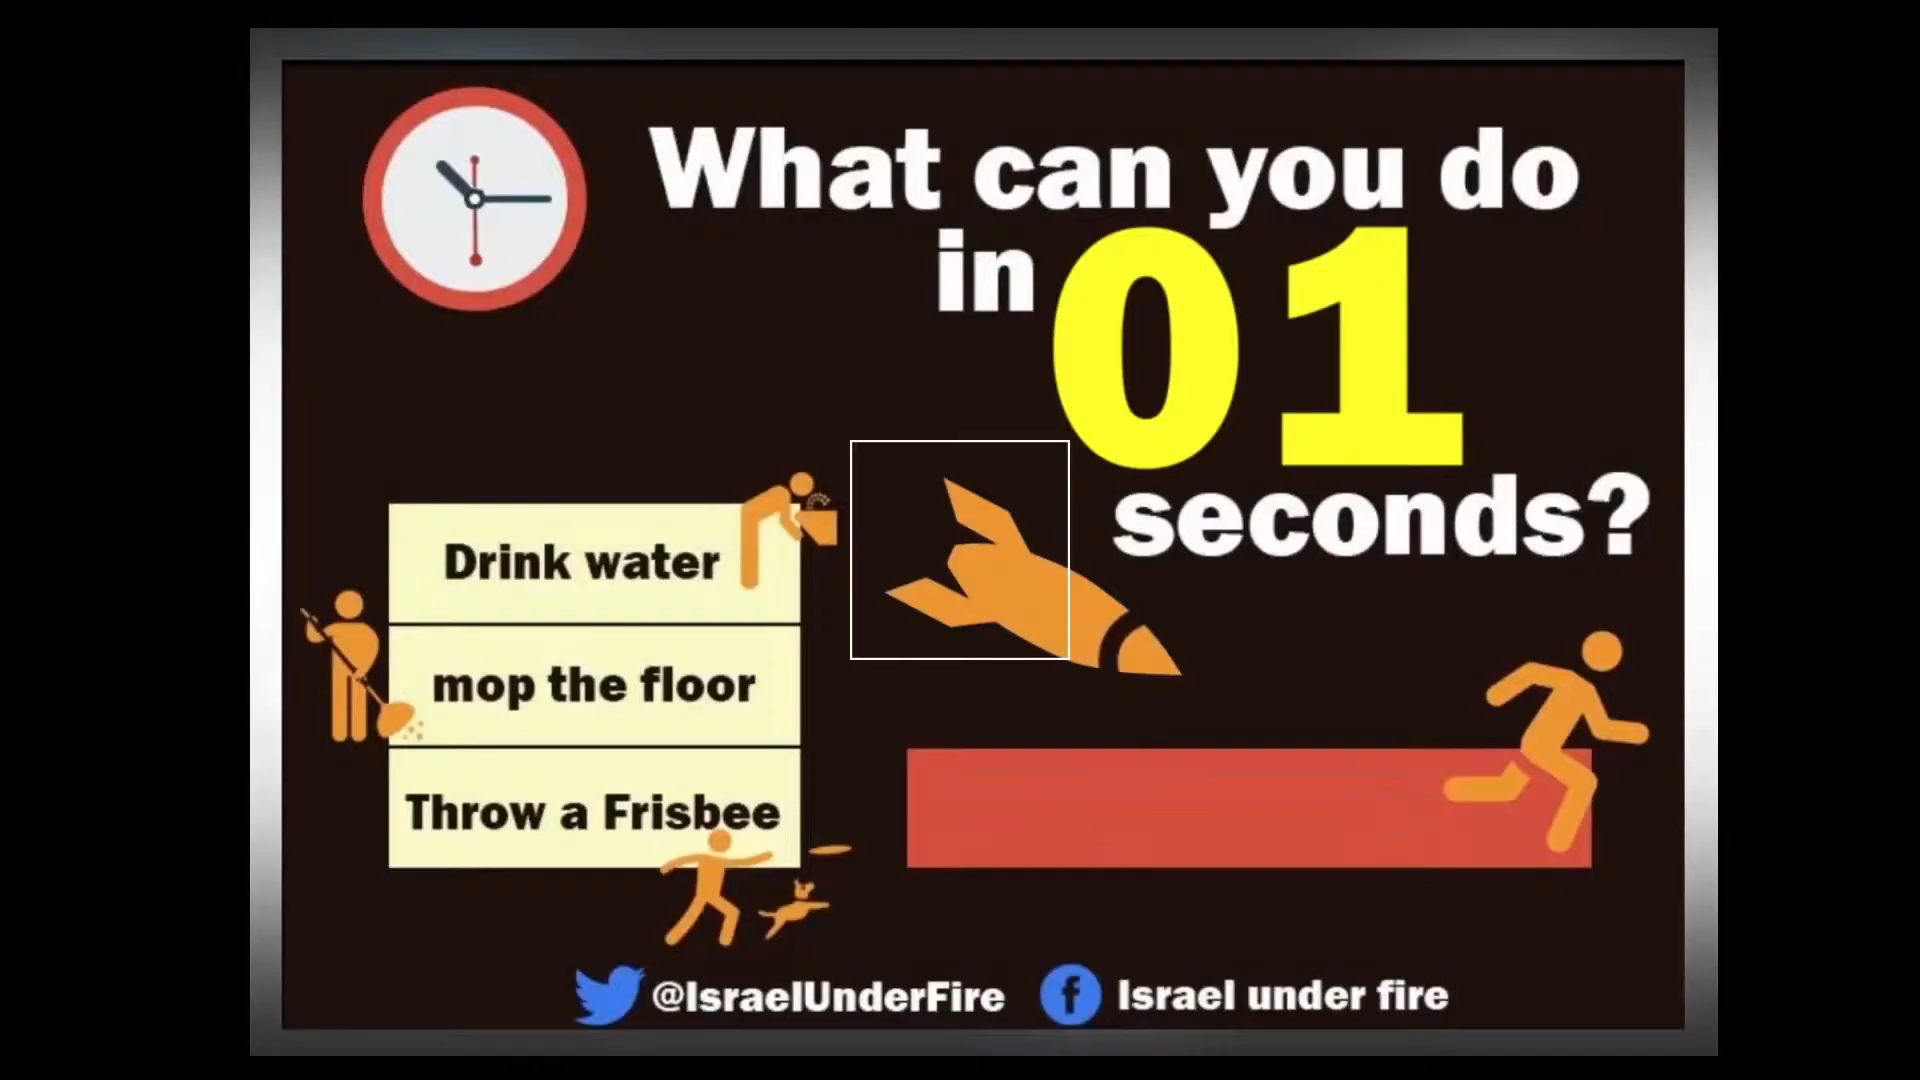 What can you do
in 01
seconds?
Drink water
mop the floor
Throw a Frisbee
@IsraelUnderFire
Israel under fire